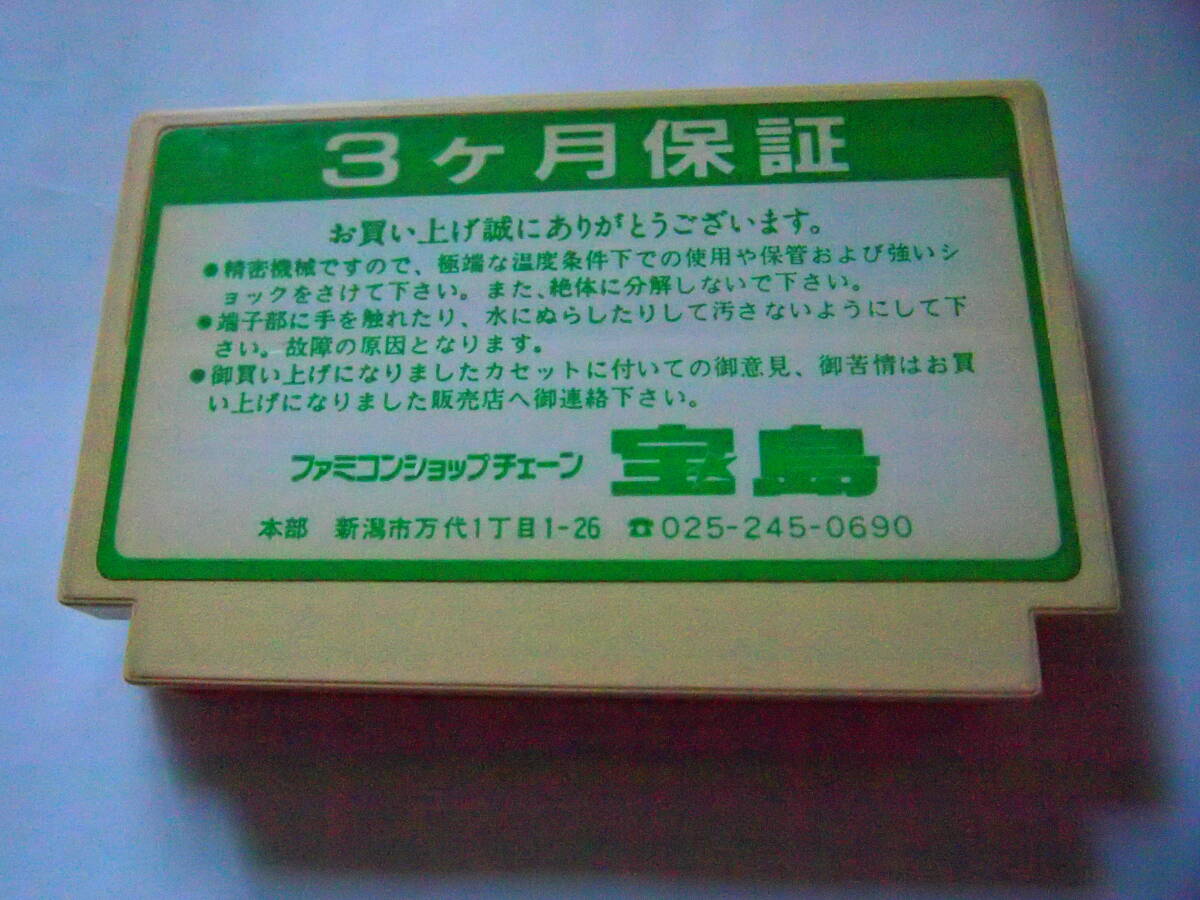 3ヶ月保証
お買い上げ誠にありがとうございます。
●精密機械ですので、極端な温度条件下での使用や保管および強いシ
ョックをさけて下さい。また、絶体に分解しないで下さい。
●端子部に手を触れたり、水にぬらしたりして汚さないようにして下
さい。故障の原因となります。
●御買い上げになりましたカセットに付いての御意見、御苦情はお買
い上げになりました販売店へ御連絡下さい。
ファミコンショップチェーン 宝島
本部 新潟市万代1丁目1-26 ☎025-245-0690